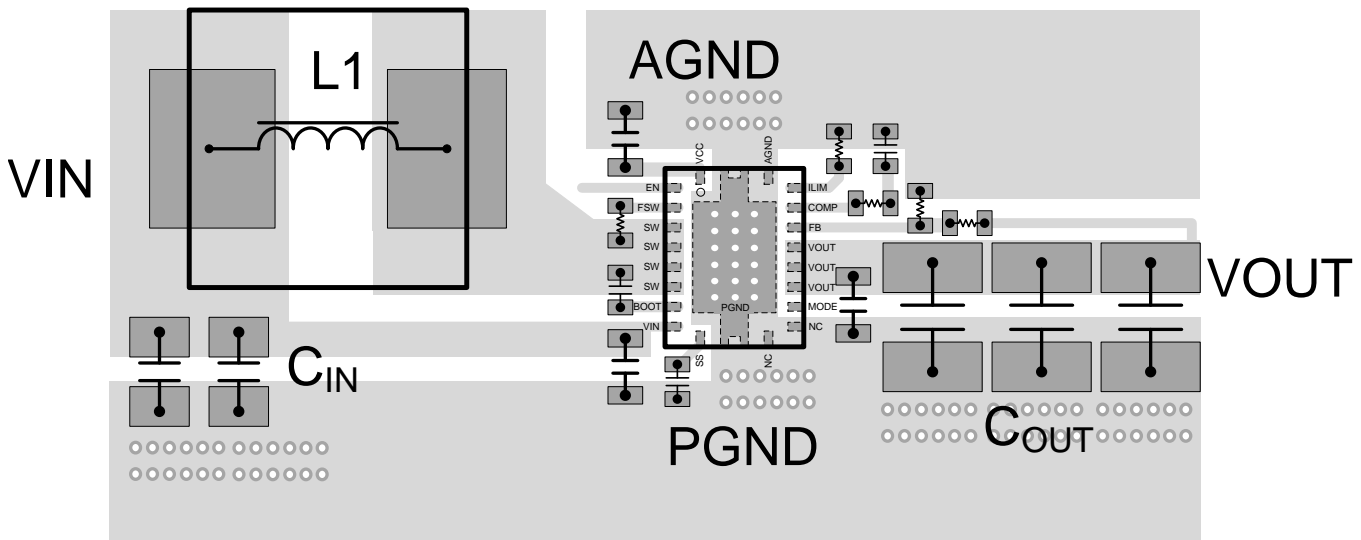 L1
AGND
VIN
VCC
AGND
EN
FSW
SW
SW
SW
SW
BOOT
VIN
ILIM
COMP
FB
VOUT
VOUT
VOUT
MODE
NC
PGND
SS
NC
VOUT
CIN
COUT
PGND